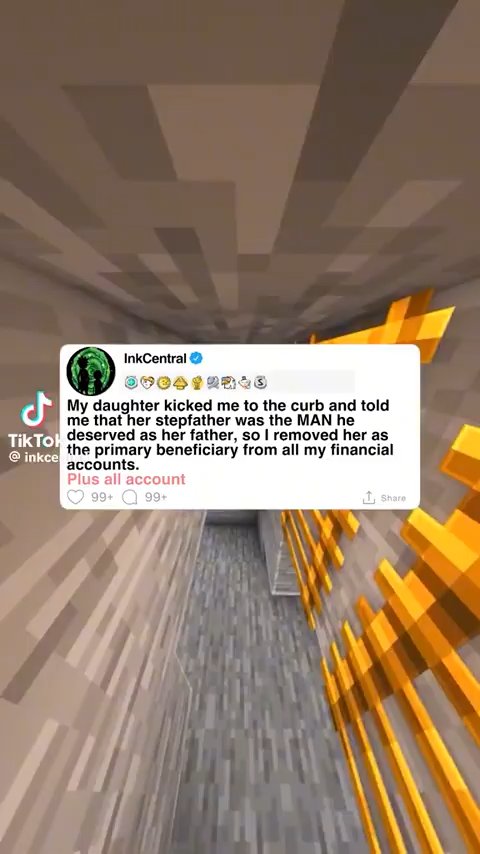 InkCentral
My daughter kicked me to the curb and told
me that her stepfather was the MAN he
deserved as her father, so I removed her as
the primary beneficiary from all my financial
accounts.
Plus all account
99+ 99+ Share
TikTok
@ inkce